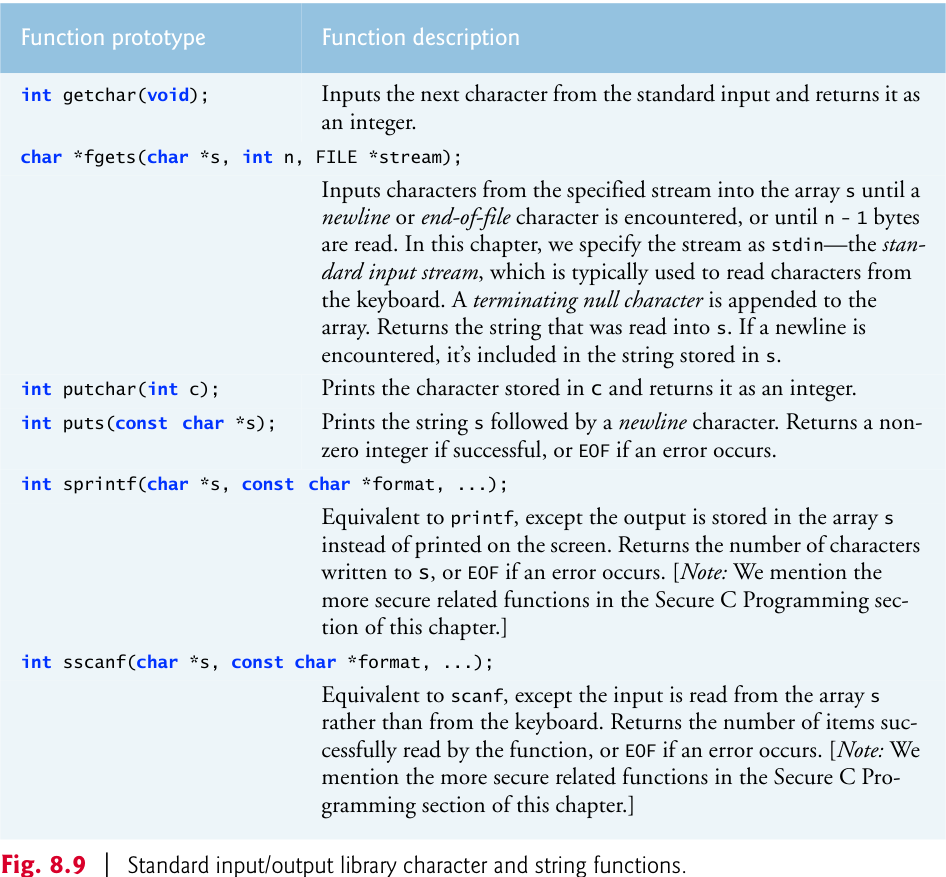 Function prototype Function description
int getchar(void); Inputs the next character from the standard input and returns it as
an integer.
char *fgets(char *s, int n, FILE *stream);
Inputs characters from the specified stream into the array s until a
newline or end-of-file character is encountered, or until n - 1 bytes
are read. In this chapter, we specify the stream as stdin—the stan-
dard input stream, which is typically used to read characters from
the keyboard. A terminating null character is appended to the
array. Returns the string that was read into s. If a newline is
encountered, it’s included in the string stored in s.
int putchar(int c); Prints the character stored in c and returns it as an integer.
int puts(const char *s); Prints the string s followed by a newline character. Returns a non-
zero integer if successful, or EOF if an error occurs.
int sprintf(char *s, const char *format, ...);
Equivalent to printf, except the output is stored in the array s
instead of printed on the screen. Returns the number of characters
written to s, or EOF if an error occurs. [Note: We mention the
more secure related functions in the Secure C Programming sec-
tion of this chapter.]
int sscanf(char *s, const char *format, ...);
Equivalent to scanf, except the input is read from the array s
rather than from the keyboard. Returns the number of items suc-
cessfully read by the function, or EOF if an error occurs. [Note: We
mention the more secure related functions in the Secure C Pro-
gramming section of this chapter.]
Fig. 8.9 | Standard input/output library character and string functions.